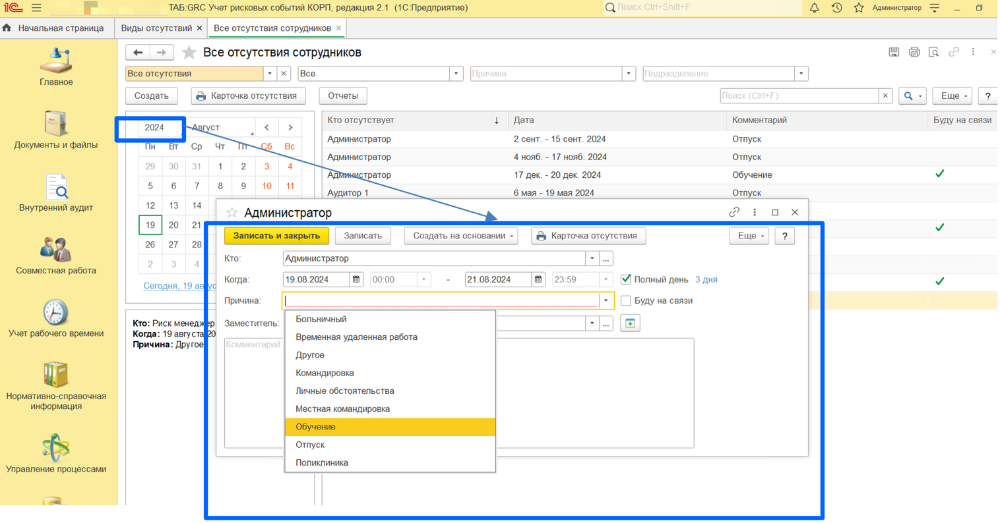 1С ТАБ:GRC Учет рисковых событий КОРП, редакция 2.1 (1С:Предприятие) Поиск Ctrl+Shift+F Администратор
Начальная страница Виды отсутствий × Все отсутствия сотрудников ×
Главное
Документы и файлы
Внутренний аудит
Совместная работа
Учет рабочего времени
Нормативно-справочная
информация
Управление процессами
Все отсутствия сотрудников
Все отсутствия Все Причина Подразделение
Создать Карточка отсутствия Отчеты Поиск (Ctrl+F) × Еще ?
2024 Август < >
Пн Вт Ср Чт Пт Сб Вс
29 30 31 1 2 3 4
5 6 7 8 9 10 11
12 13 14
19 20 21
26 27 28
2 3 4
Сегодня, 19 авгус
Кто: Риск менеджер
Когда: 19 августа 20
Причина: Другое
Кто отсутствует ↓ Дата Комментарий Буду на связи
Администратор 2 сент. - 15 сент. 2024 Отпуск
Администратор 4 нояб. - 17 нояб. 2024 Отпуск
Администратор 17 дек. - 20 дек. 2024 Обучение
Аудитор 1 6 мая - 19 мая 2024 Отпуск
Администратор
Записать и закрыть Записать Создать на основании Карточка отсутствия Еще ?
Кто: Администратор ...
Когда: 19.08.2024 00:00 - 21.08.2024 23:59 Полный день 3 дня
Причина: Буду на связи
Заместитель: ...
Комментарий
Больничный
Временная удаленная работа
Другое
Командировка
Личные обстоятельства
Местная командировка
Обучение
Отпуск
Поликлиника